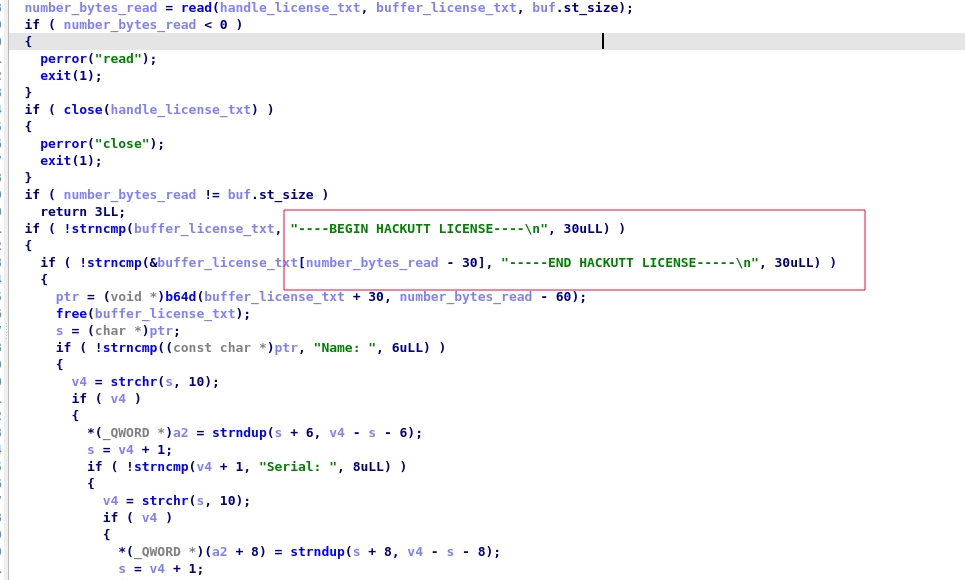 number_bytes_read = read(handle_license_txt, buffer_license_txt, buf.st_size);
if ( number_bytes_read < 0 )
{
perror("read");
exit(1);
}
if ( close(handle_license_txt) )
{
perror("close");
exit(1);
}
if ( number_bytes_read != buf.st_size )
return 3LL;
if ( !strncmp(buffer_license_txt, "----BEGIN HACKUTT LICENSE----\n", 30uLL) )
{
if ( !strncmp(&buffer_license_txt[number_bytes_read - 30], "-----END HACKUTT LICENSE-----\n", 30uLL) )
{
ptr = (void *)b64d(buffer_license_txt + 30, number_bytes_read - 60);
free(buffer_license_txt);
s = (char *)ptr;
if ( !strncmp((const char *)ptr, "Name: ", 6uLL) )
{
v4 = strchr(s, 10);
if ( v4 )
{
*(_QWORD *)a2 = strndup(s + 6, v4 - s - 6);
s = v4 + 1;
if ( !strncmp(v4 + 1, "Serial: ", 8uLL) )
{
v4 = strchr(s, 10);
if ( v4 )
{
*(_QWORD *)(a2 + 8) = strndup(s + 8, v4 - s - 8);
s = v4 + 1;